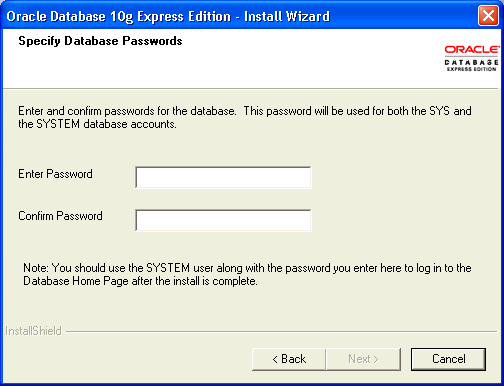 Oracle Database 10g Express Edition - Install Wizard
Specify Database Passwords
ORACLE
DATABASE
EXPRESS EDITION
Enter and confirm passwords for the database. This password will be used for both the SYS and
the SYSTEM database accounts.
Enter Password
Confirm Password
Note: You should use the SYSTEM user along with the password you enter here to log in to the
Database Home Page after the install is complete.
InstallShield
< Back
Next >
Cancel